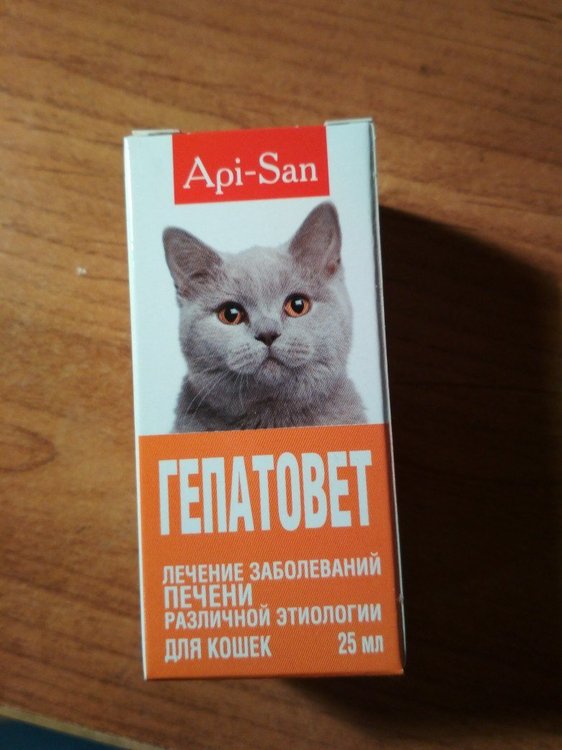 Api-San
ГЕПАТОВЕТ
ЛЕЧЕНИЕ ЗАБОЛЕВАНИЙ
ПЕЧЕНИ
РАЗЛИЧНОЙ ЭТИОЛОГИИ
ДЛЯ КОШЕК 25 мл